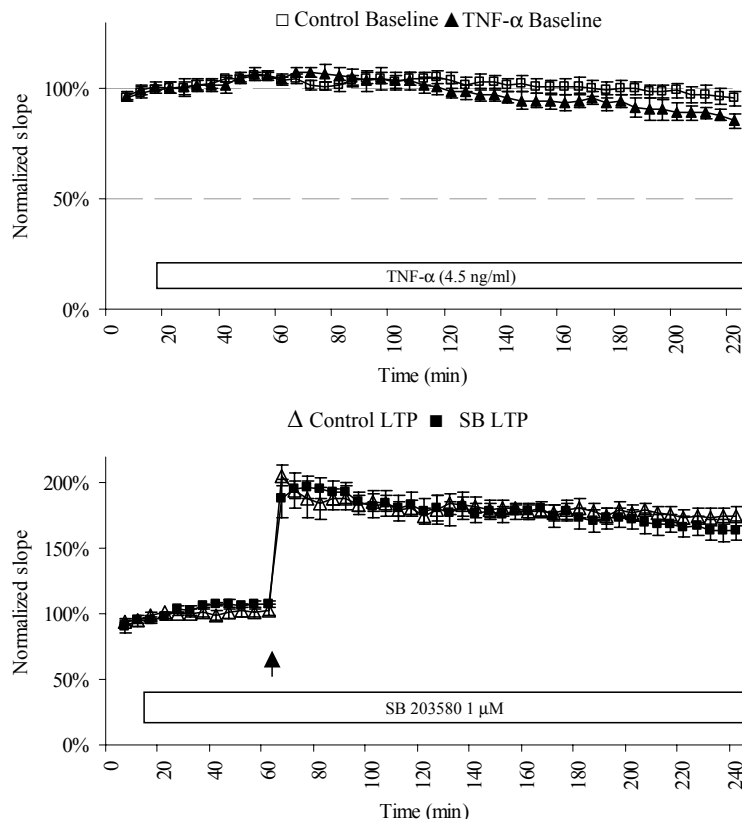 □ Control Baseline ▲ TNF-α Baseline
Normalized slope
100%
50%
0%
TNF-α (4.5 ng/ml)
0 20 40 60 80 100 120 140 160 180 200 220
Time (min)
Δ Control LTP ■ SB LTP
Normalized slope
200%
150%
100%
50%
0%
SB 203580 1 μM
0 20 40 60 80 100 120 140 160 180 200 220 240
Time (min)